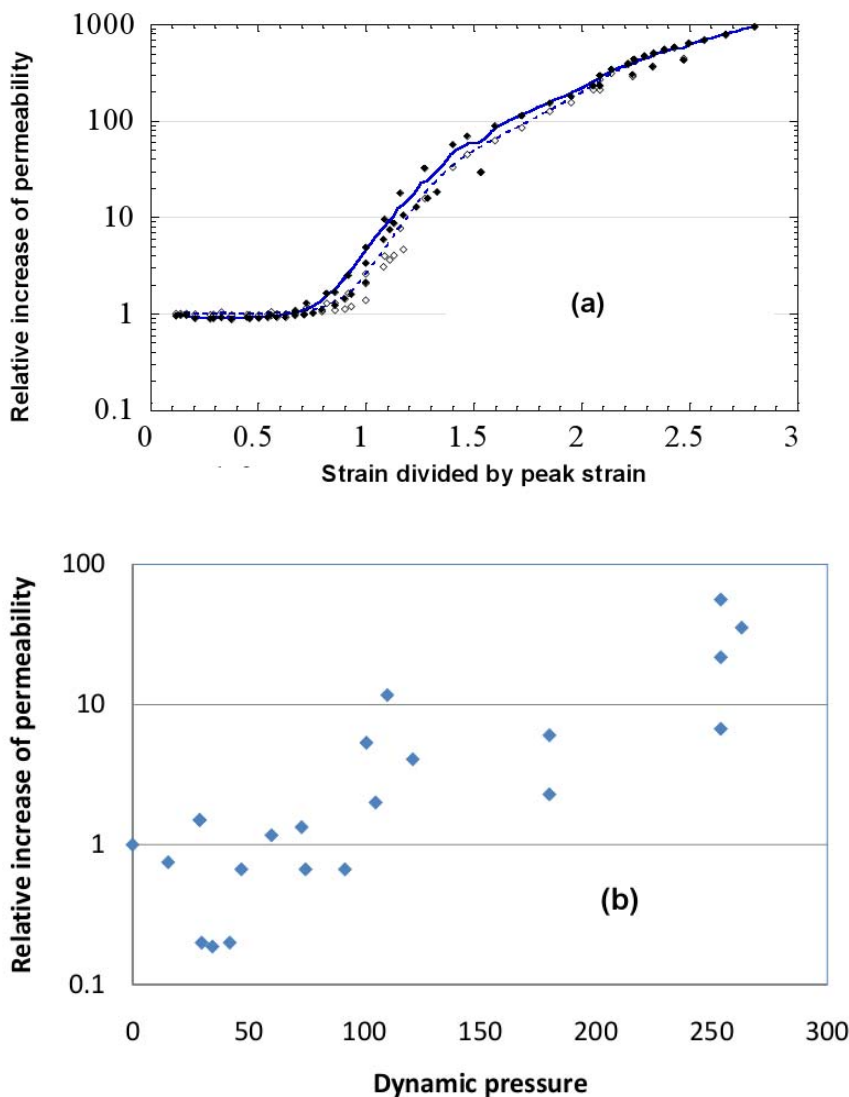 1000
100
10
1
0.1
Relative increase of permeability
(a)
0 0.5 1 1.5 2 2.5 3
Strain divided by peak strain
100
10
1
0.1
Relative increase of permeability
(b)
0 50 100 150 200 250 300
Dynamic pressure